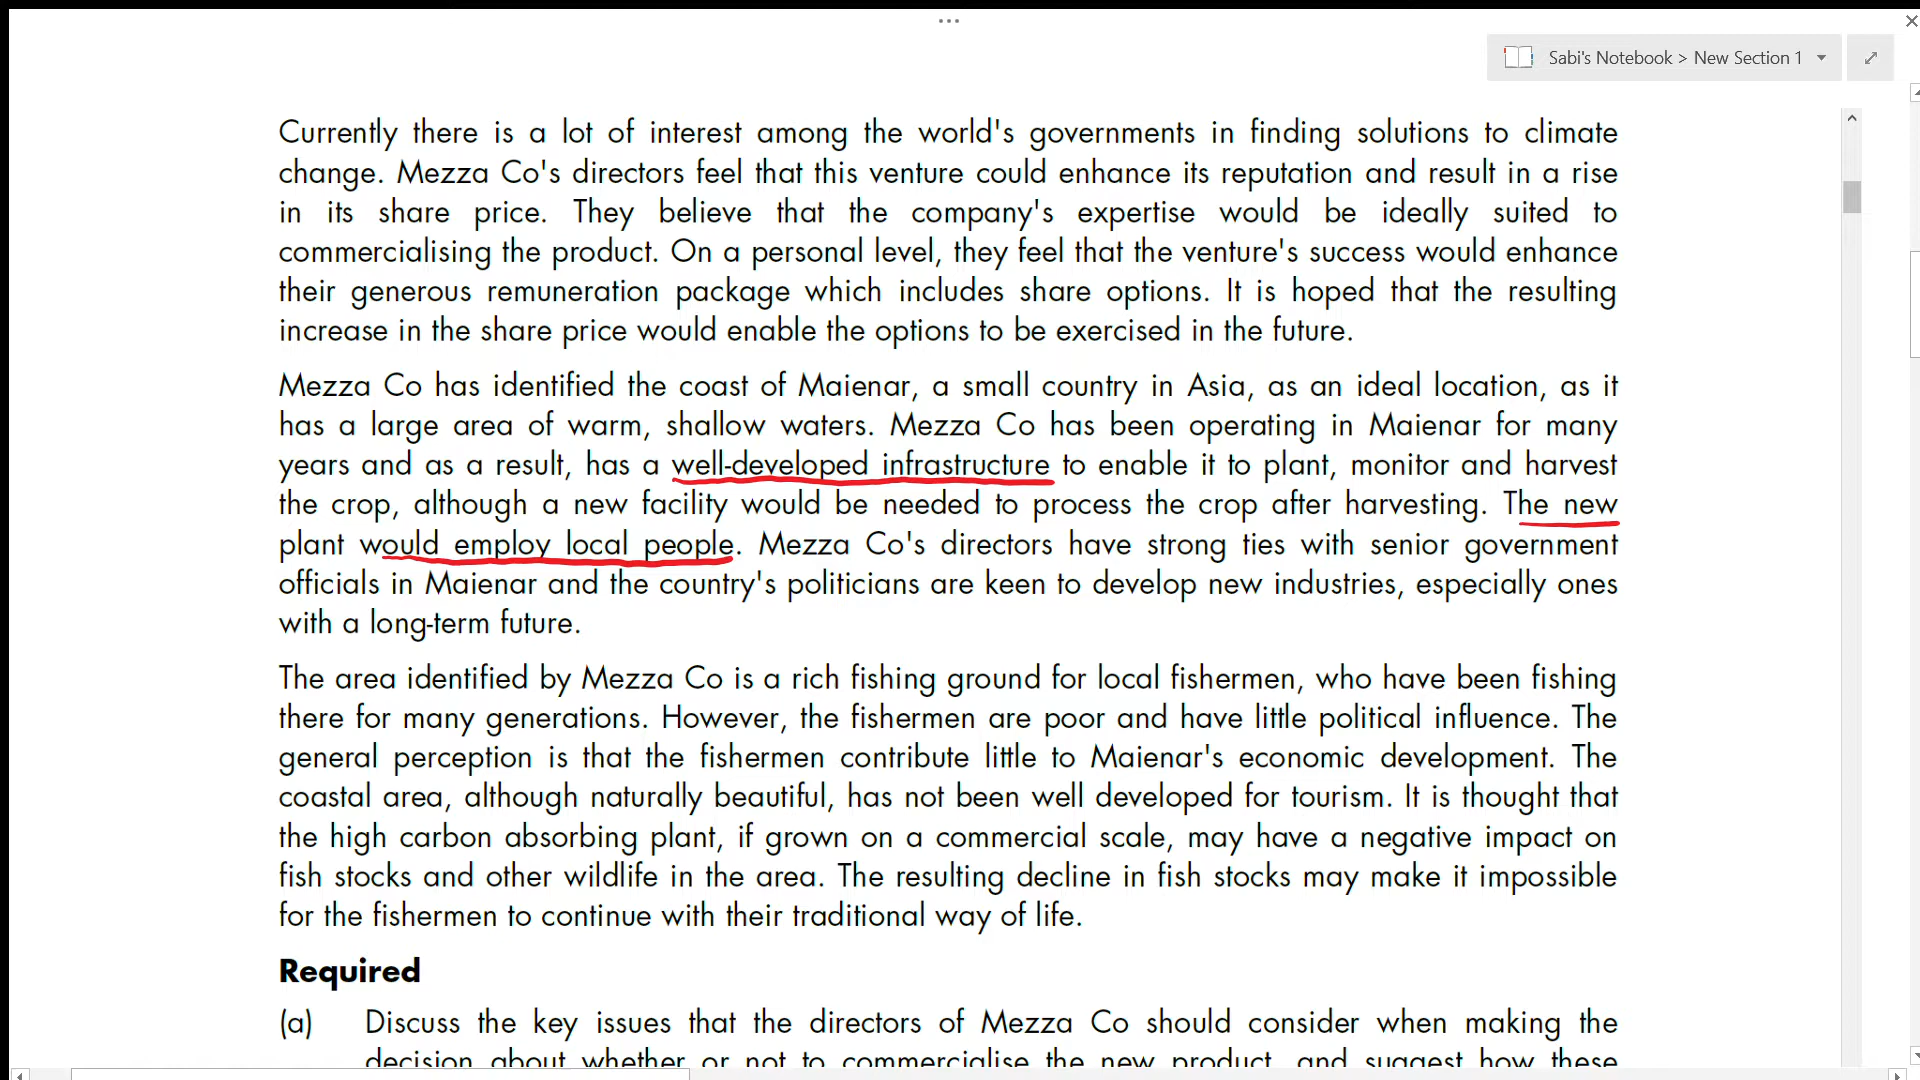 Sabi's Notebook > New Section 1
Currently there is a lot of interest among the world's governments in finding solutions to climate
change. Mezza Co's directors feel that this venture could enhance its reputation and result in a rise
in its share price. They believe that the company's expertise would be ideally suited to
commercialising the product. On a personal level, they feel that the venture's success would enhance
their generous remuneration package which includes share options. It is hoped that the resulting
increase in the share price would enable the options to be exercised in the future.
Mezza Co has identified the coast of Maienar, a small country in Asia, as an ideal location, as it
has a large area of warm, shallow waters. Mezza Co has been operating in Maienar for many
years and as a result, has a well-developed infrastructure to enable it to plant, monitor and harvest
the crop, although a new facility would be needed to process the crop after harvesting. The new
plant would employ local people. Mezza Co's directors have strong ties with senior government
officials in Maienar and the country's politicians are keen to develop new industries, especially ones
with a long-term future.
The area identified by Mezza Co is a rich fishing ground for local fishermen, who have been fishing
there for many generations. However, the fishermen are poor and have little political influence. The
general perception is that the fishermen contribute little to Maienar's economic development. The
coastal area, although naturally beautiful, has not been well developed for tourism. It is thought that
the high carbon absorbing plant, if grown on a commercial scale, may have a negative impact on
fish stocks and other wildlife in the area. The resulting decline in fish stocks may make it impossible
for the fishermen to continue with their traditional way of life.
Required
(a) Discuss the key issues that the directors of Mezza Co should consider when making the
decision about whether or not to commercialise the new product, and suggest how these